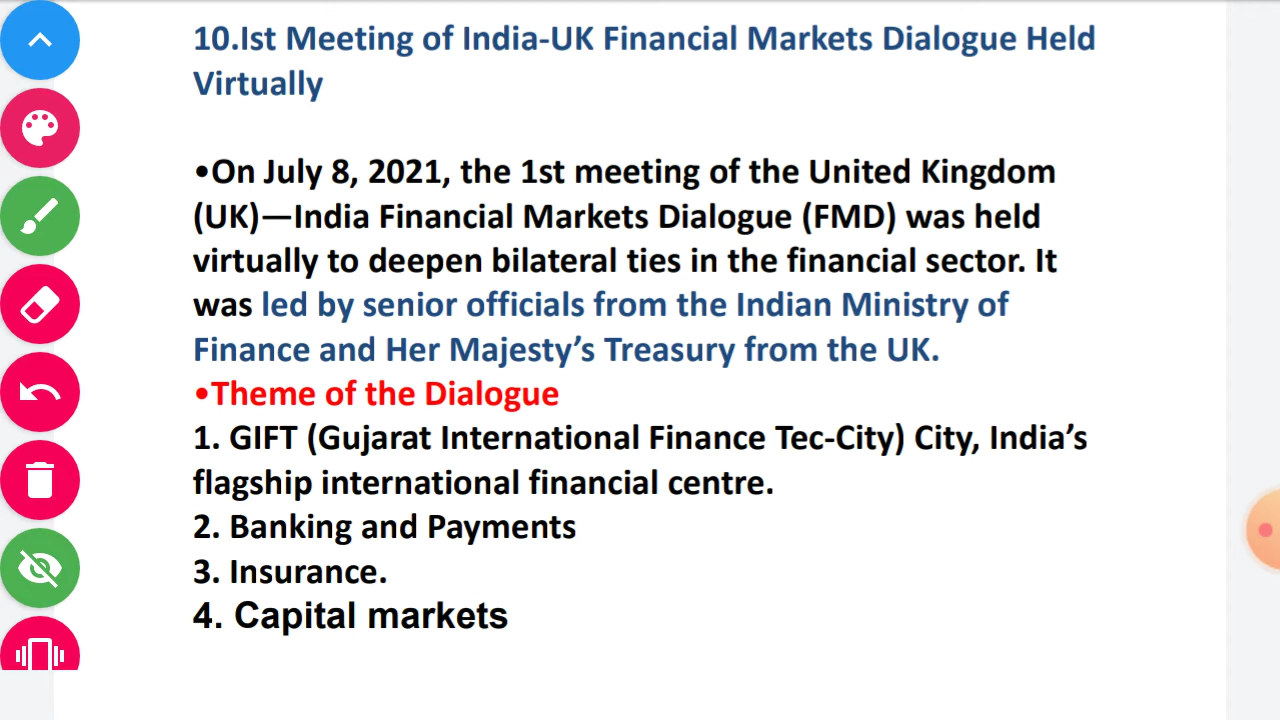 10.Ist Meeting of India-UK Financial Markets Dialogue Held
Virtually
•On July 8, 2021, the 1st meeting of the United Kingdom
(UK)—India Financial Markets Dialogue (FMD) was held
virtually to deepen bilateral ties in the financial sector. It
was led by senior officials from the Indian Ministry of
Finance and Her Majesty’s Treasury from the UK.
•Theme of the Dialogue
1. GIFT (Gujarat International Finance Tec-City) City, India’s
flagship international financial centre.
2. Banking and Payments
3. Insurance.
4. Capital markets